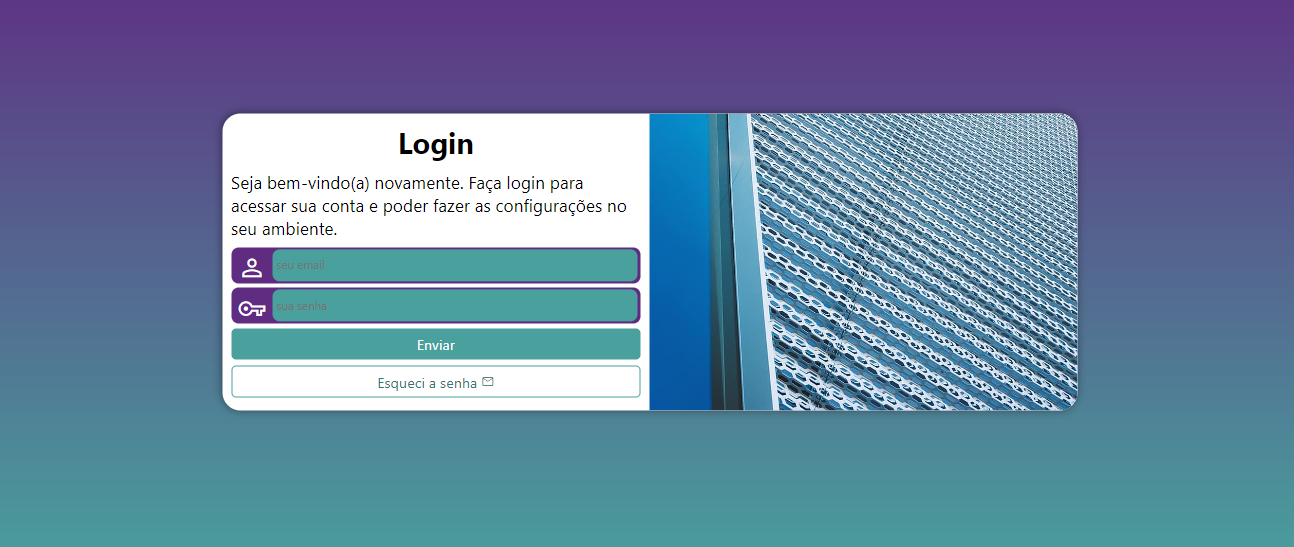 Login
Seja bem-vindo(a) novamente. Faça login para
acessar sua conta e poder fazer as configurações no
seu ambiente.
seu email
sua senha
Enviar
Esqueci a senha